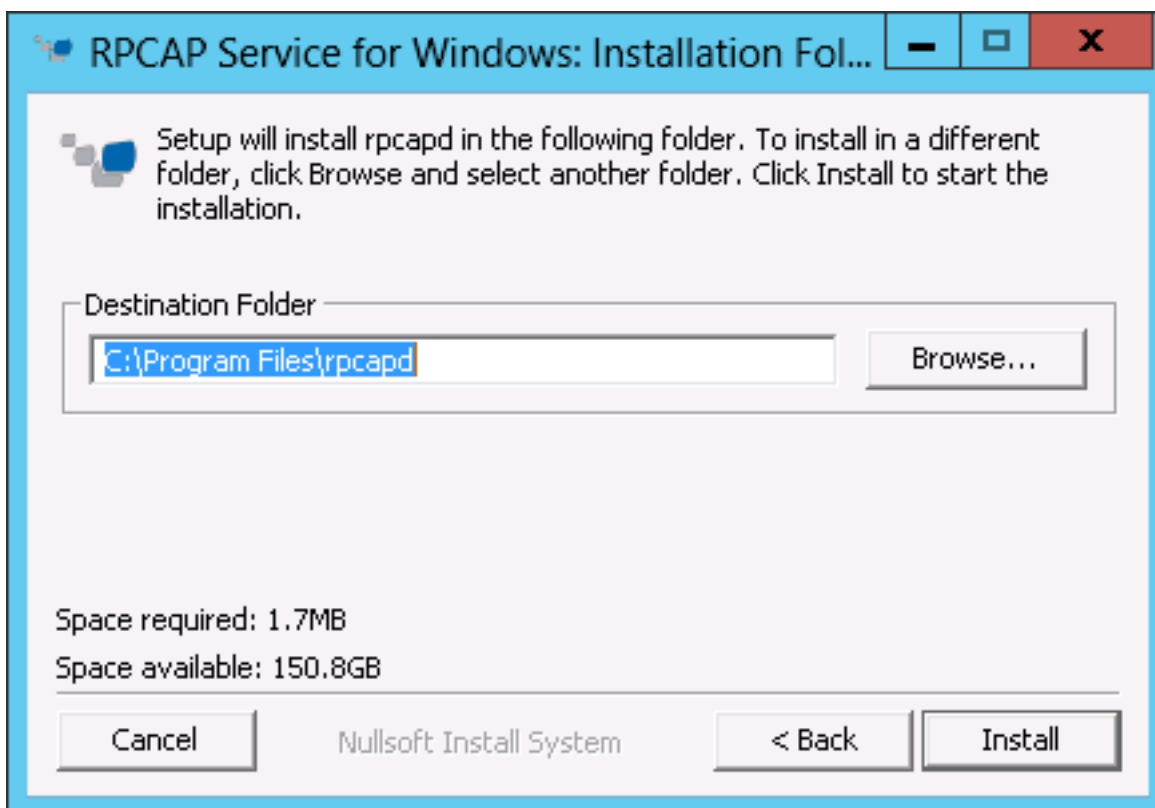 RPCAP Service for Windows: Installation Fol...
Setup will install rpcapd in the following folder. To install in a different
folder, click Browse and select another folder. Click Install to start the
installation.
Destination Folder
C:\Program Files\rpcapd
Browse...
Space required: 1.7MB
Space available: 150.8GB
Cancel
Nullsoft Install System
< Back
Install